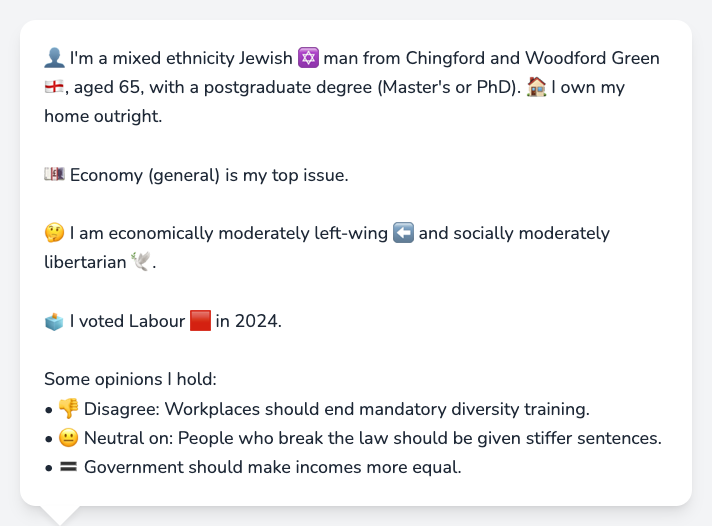 👤 I'm a mixed ethnicity Jewish 🔯 man from Chingford and Woodford Green
🏴󠁧󠁢󠁥󠁮󠁧󠁿, aged 65, with a postgraduate degree (Master's or PhD). 🏠 I own my
home outright.
💷 Economy (general) is my top issue.
🤔 I am economically moderately left-wing ⬅️ and socially moderately
libertarian 🕊️.
🗳️ I voted Labour 🟥 in 2024.
Some opinions I hold:
• 👎 Disagree: Workplaces should end mandatory diversity training.
• 😐 Neutral on: People who break the law should be given stiffer sentences.
• 🟰 Government should make incomes more equal.